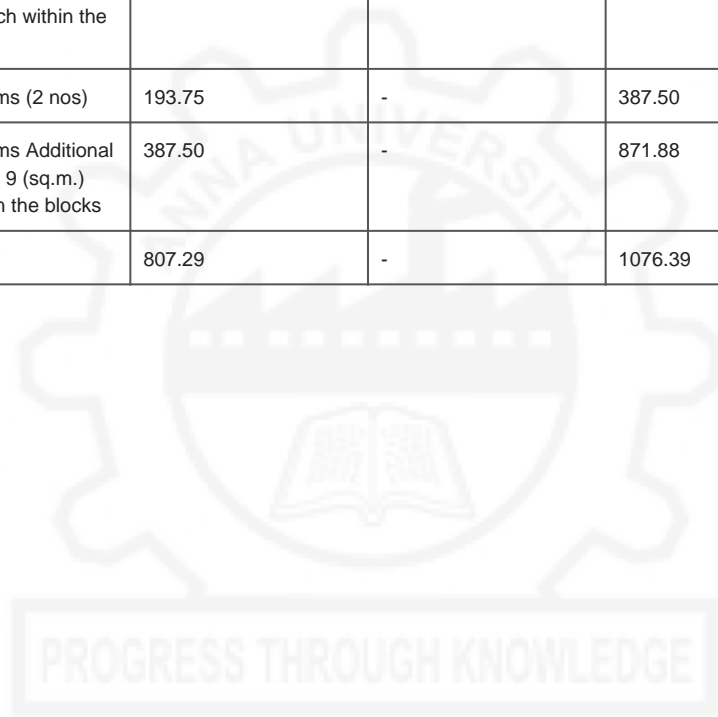 ch within the
ms (2 nos) 193.75 - 387.50
ms Additional 387.50 - 871.88
9 (sq.m.)
n the blocks
807.29 - 1076.39
ANNA UNIVERSITY
PROGRESS THROUGH KNOWLEDGE